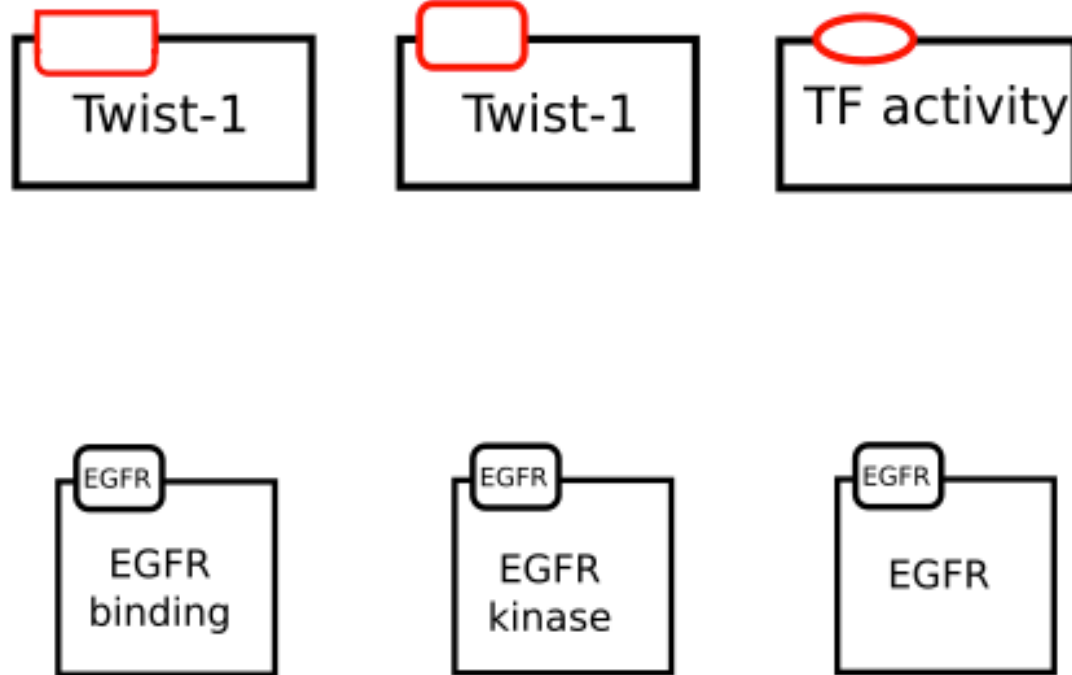 Twist-1
Twist-1
TF activity
EGFR
EGFR
binding
EGFR
EGFR
kinase
EGFR
EGFR